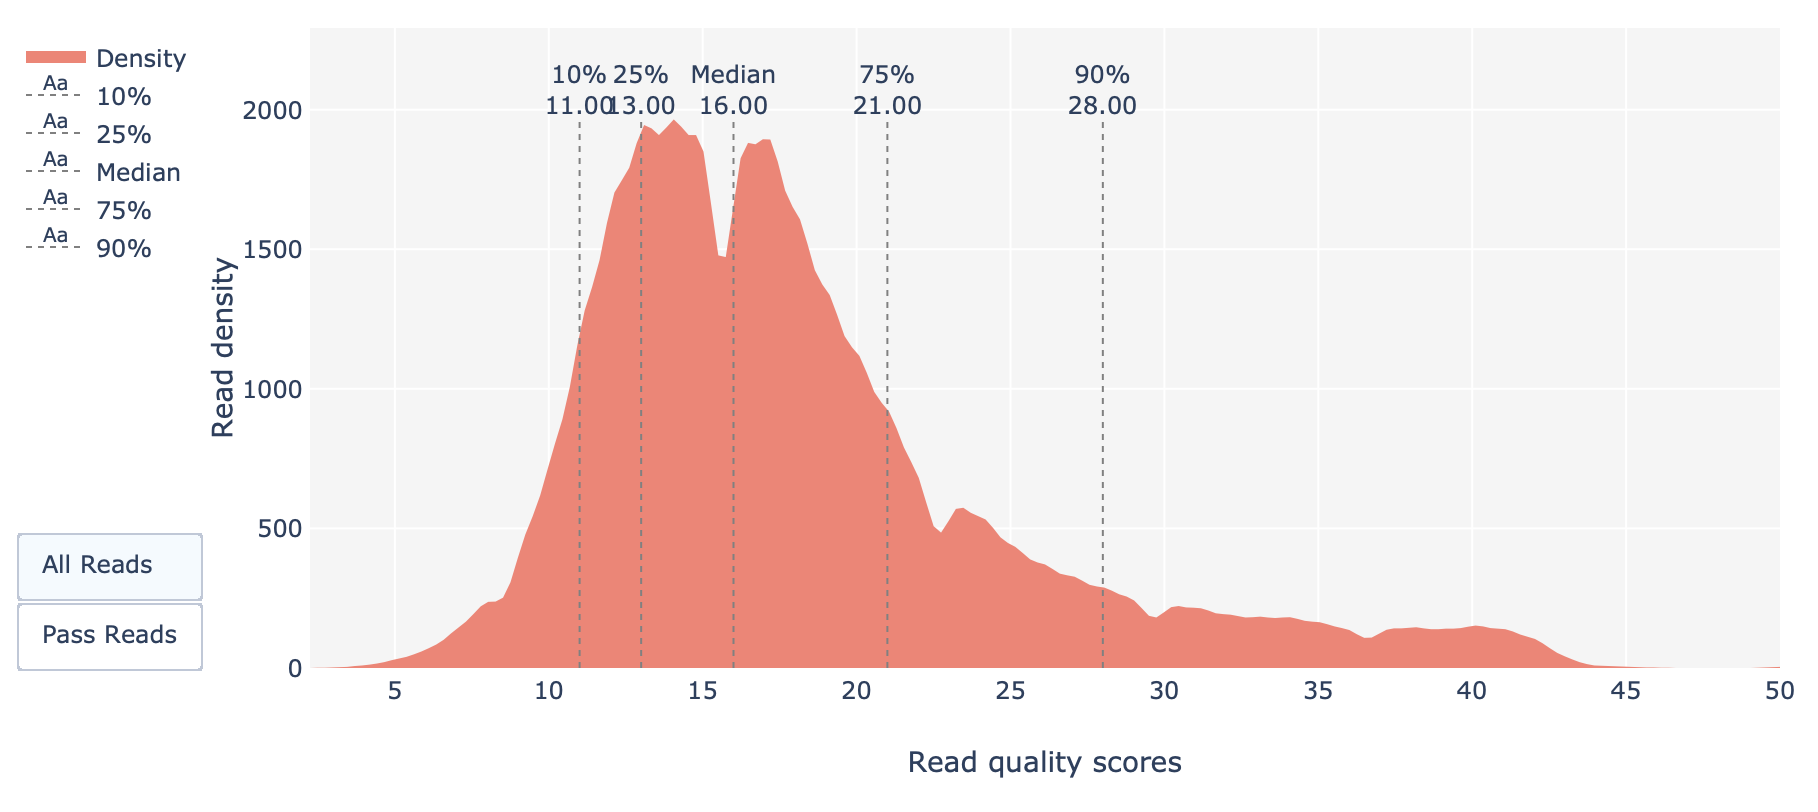 Density
Aa
10%
Aa
25%
Aa
Median
Aa
75%
Aa
90%
All Reads
Pass Reads
10% 25% Median 75% 90%
11.00 13.00 16.00 21.00 28.00
Read density
2000
1500
1000
500
0
5 10 15 20 25 30 35 40 45 50
Read quality scores